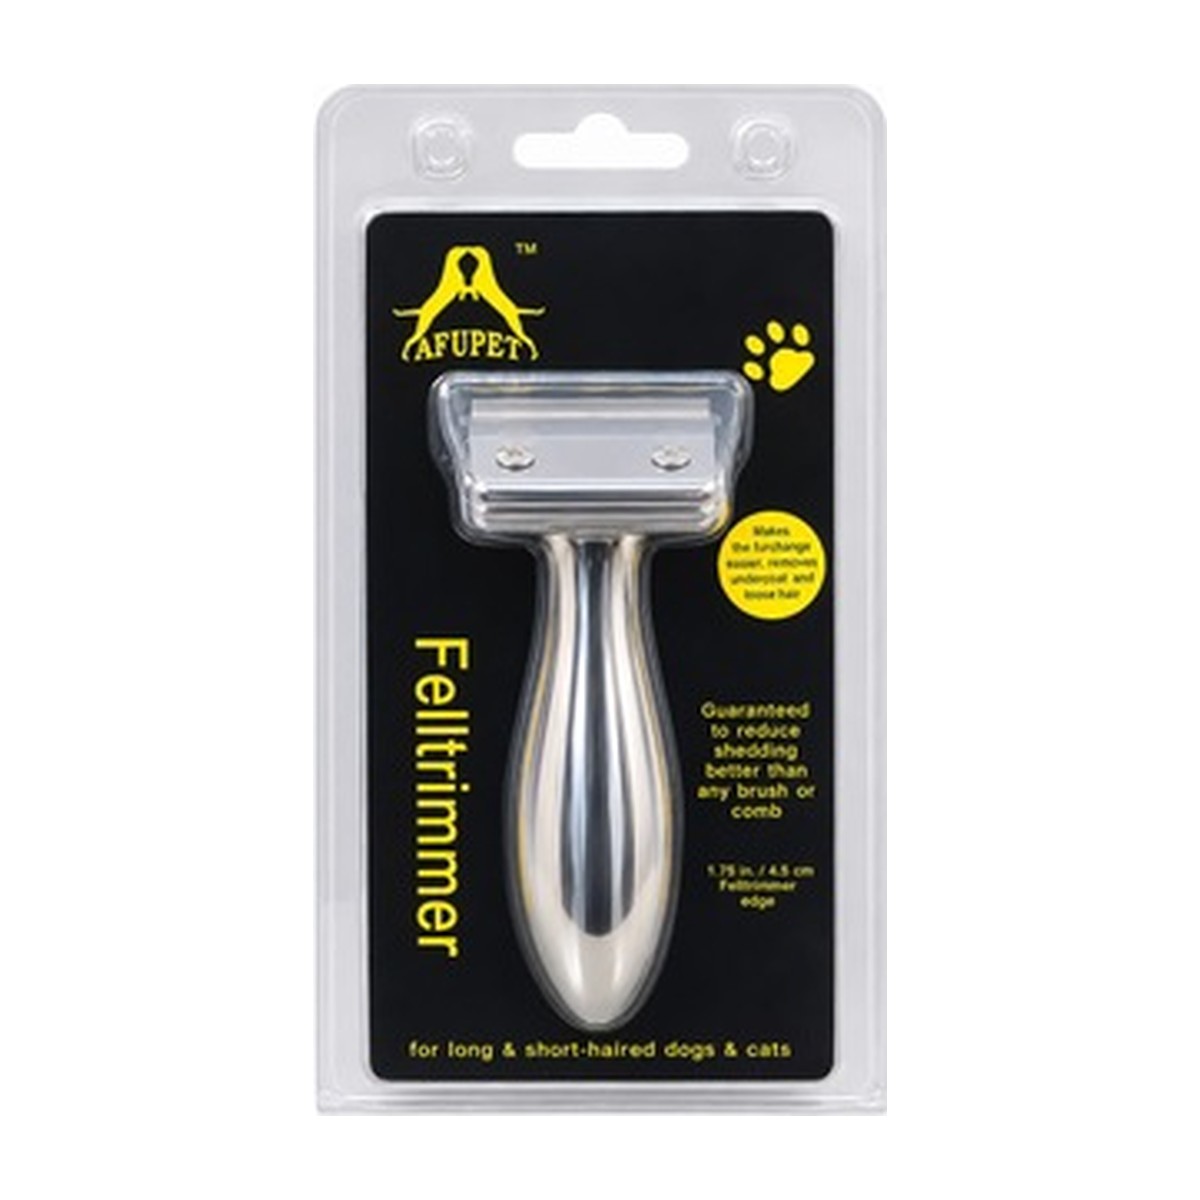 TM
AFUPET
Makes
the furchange
easier, removes
undercoat and
loose hair
Felltrimmer
Guaranteed
to reduce
shedding
better than
any brush or
comb
1.75 in. / 4.5 cm
Felltrimmer
edge
for long & short-haired dogs & cats